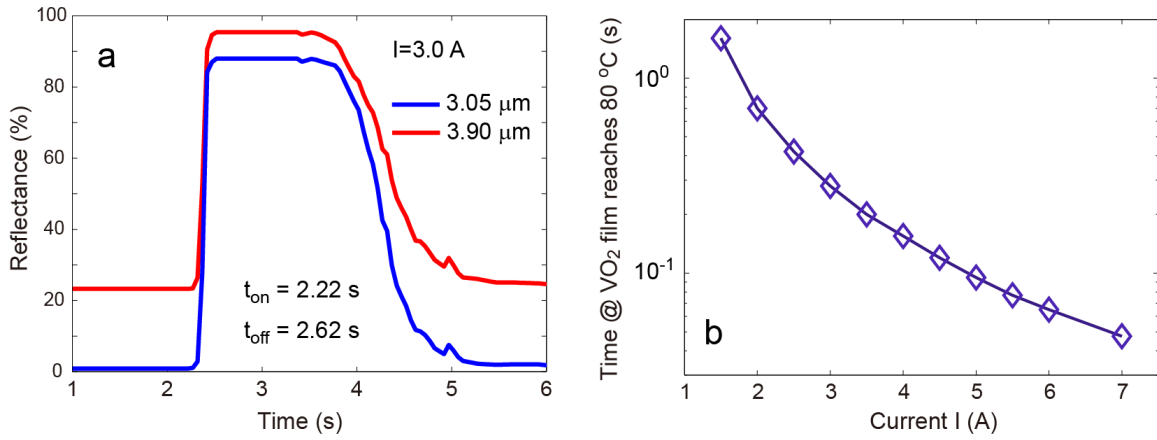 a
I=3.0 A
3.05 μm
3.90 μm
t_on = 2.22 s
t_off = 2.62 s
Reflectance (%)
100
80
60
40
20
0
1 2 3 4 5 6
Time (s)
b
Time @ VO₂ film reaches 80 ºC (s)
10⁰
10⁻¹
1 2 3 4 5 6 7
Current I (A)